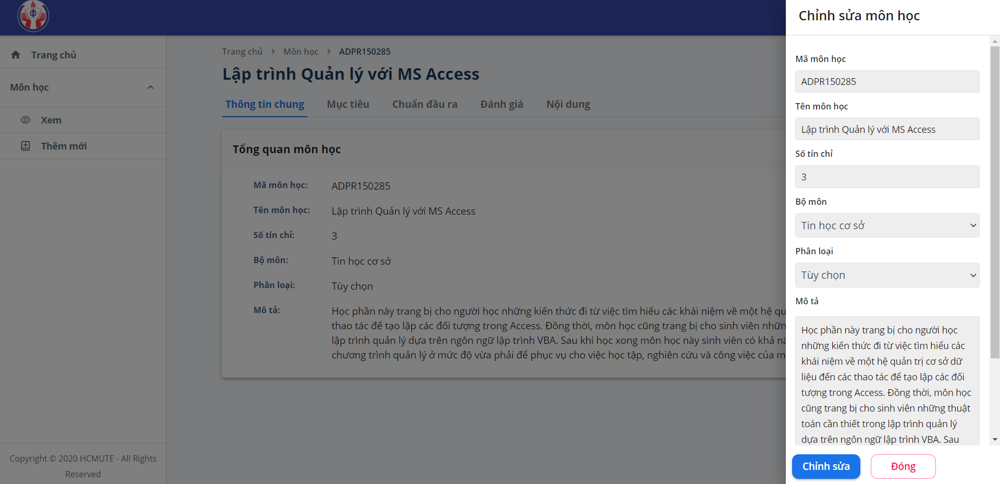 Trang chủ
Môn học
Xem
Thêm mới
Copyright © 2020 HCMUTE - All Rights
Reserved
Trang chủ > Môn học > ADPR150285
Lập trình Quản lý với MS Access
Thông tin chung Mục tiêu Chuẩn đầu ra Đánh giá Nội dung
Tổng quan môn học
Mã môn học: ADPR150285
Tên môn học: Lập trình Quản lý với MS Access
Số tín chỉ: 3
Bộ môn: Tin học cơ sở
Phân loại: Tùy chọn
Mô tả: Học phần này trang bị cho người học những kiến thức đi từ việc tìm hiểu các khái niệm về một hệ
thao tác để tạo lập các đối tượng trong Access. Đồng thời, môn học cũng trang bị cho sinh viên
lập trình quản lý dựa trên ngôn ngữ lập trình VBA. Sau khi học xong môn học này sinh viên có khả
chương trình quản lý ở mức độ vừa phải để phục vụ cho việc học tập, nghiên cứu và công việc của
Chỉnh sửa môn học
Mã môn học
ADPR150285
Tên môn học
Lập trình Quản lý với MS Access
Số tín chỉ
3
Bộ môn
Tin học cơ sở
Phân loại
Tùy chọn
Mô tả
Học phần này trang bị cho người học
những kiến thức đi từ việc tìm hiểu các
khái niệm về một hệ quản trị cơ sở dữ
liệu đến các thao tác để tạo lập các đối
tượng trong Access. Đồng thời, môn học
cũng trang bị cho sinh viên những thuật
toán cần thiết trong lập trình quản lý
dựa trên ngôn ngữ lập trình VBA. Sau
Chỉnh sửa Đóng